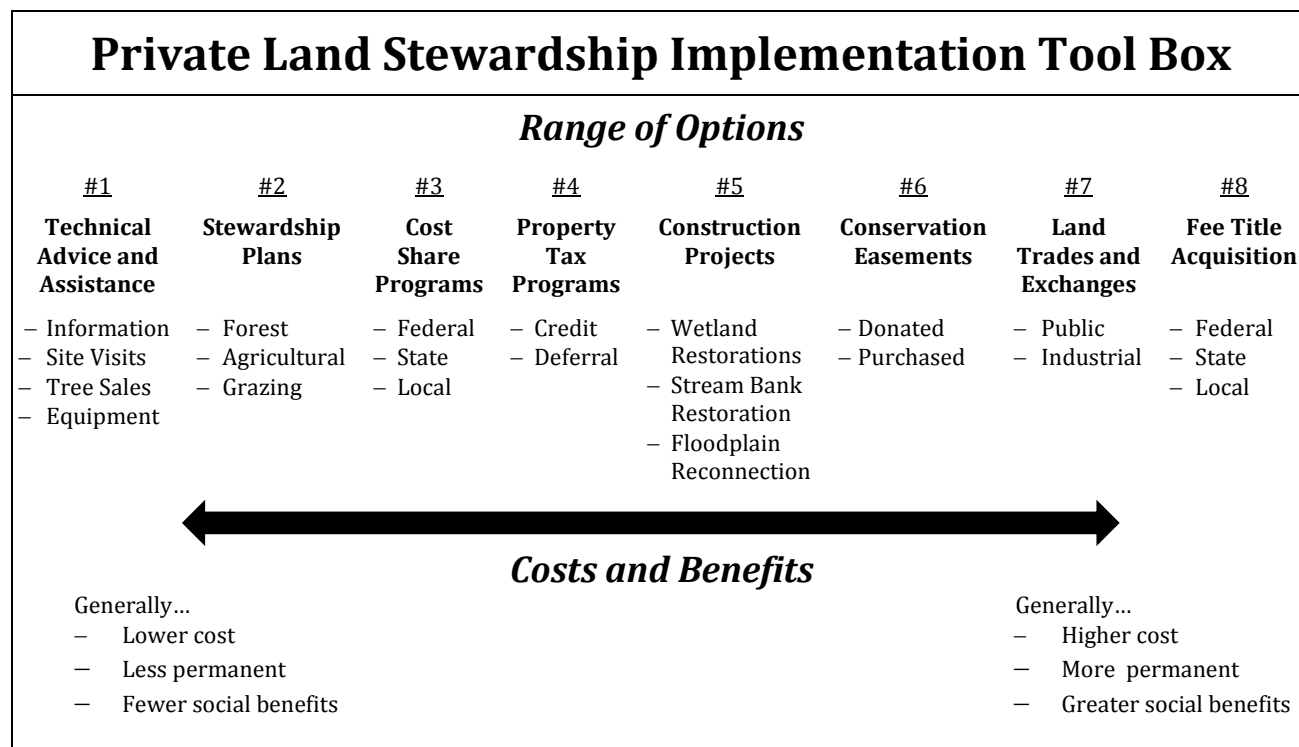 Private Land Stewardship Implementation Tool Box
Range of Options
#1
Technical
Advice and
Assistance
– Information
– Site Visits
– Tree Sales
– Equipment
#2
Stewardship
Plans
– Forest
– Agricultural
– Grazing
#3
Cost
Share
Programs
– Federal
– State
– Local
#4
Property
Tax
Programs
– Credit
– Deferral
#5
Construction
Projects
– Wetland
Restorations
– Stream Bank
Restoration
– Floodplain
Reconnection
#6
Conservation
Easements
– Donated
– Purchased
#7
Land
Trades and
Exchanges
– Public
– Industrial
#8
Fee Title
Acquisition
– Federal
– State
– Local
Costs and Benefits
Generally…
– Lower cost
– Less permanent
– Fewer social benefits
Generally…
– Higher cost
– More permanent
– Greater social benefits